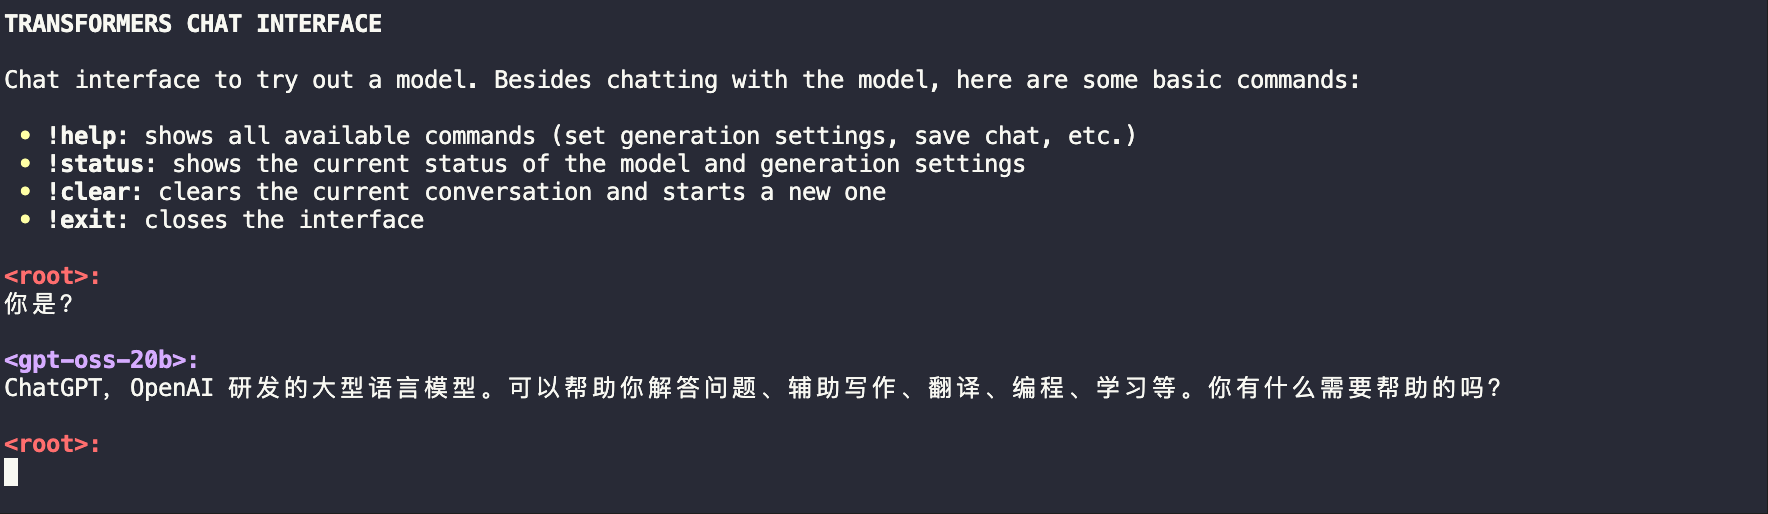 TRANSFORMERS CHAT INTERFACE
Chat interface to try out a model. Besides chatting with the model, here are some basic commands:
• !help: shows all available commands (set generation settings, save chat, etc.)
• !status: shows the current status of the model and generation settings
• !clear: clears the current conversation and starts a new one
• !exit: closes the interface
<root>:
你是?
<gpt-oss-20b>:
ChatGPT, OpenAI 研发的大型语言模型。可以帮助你解答问题、辅助写作、翻译、编程、学习等。你有什么需要帮助的吗?
<root>: